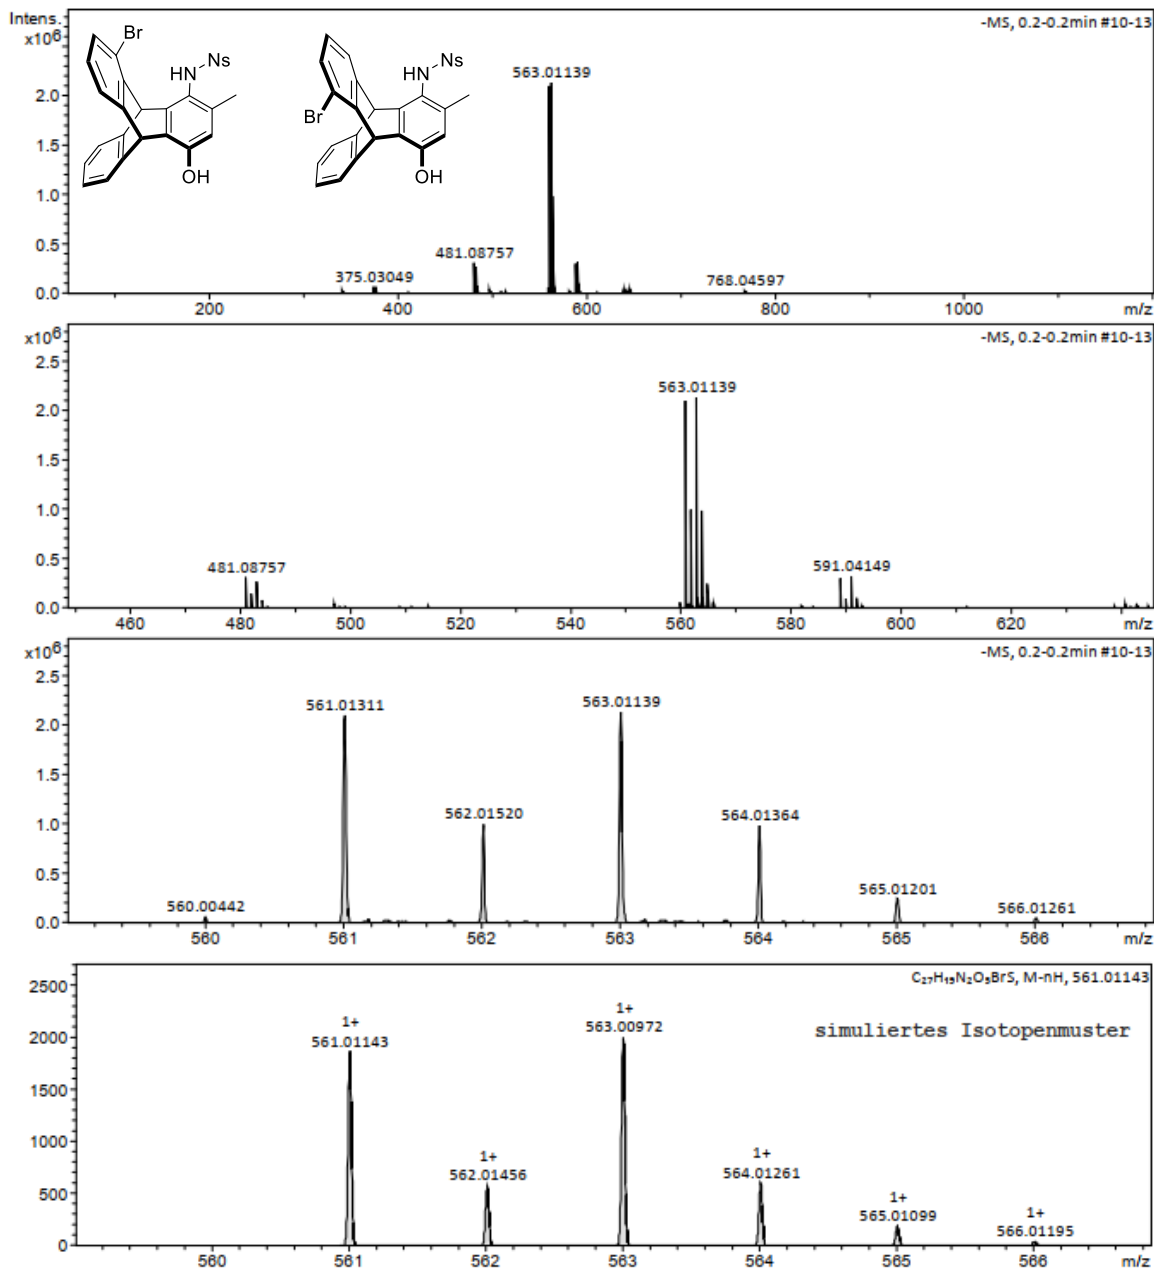 Intens.
x10⁶
-MS, 0.2-0.2min #10-13
Br
HN
Ns
OH
Br
HN
Ns
OH
563.01139
481.08757
375.03049
768.04597
2.0
1.5
1.0
0.5
0.0
200 400 600 800 1000 m/z
x10⁶
-MS, 0.2-0.2min #10-13
563.01139
481.08757
591.04149
2.5
2.0
1.5
1.0
0.5
0.0
460 480 500 520 540 560 580 600 620 m/z
x10⁶
-MS, 0.2-0.2min #10-13
561.01311
563.01139
562.01520
564.01364
560.00442
565.01201
566.01261
2.5
2.0
1.5
1.0
0.5
0.0
560 561 562 563 564 565 566 m/z
C₂₇H₁₉N₂O₅BrS, M-nH, 561.01143
simuliertes Isotopenmuster
1+
561.01143
1+
562.01456
1+
563.00972
1+
564.01261
1+
565.01099
1+
566.01195
2500
2000
1500
1000
500
0
560 561 562 563 564 565 566 m/z